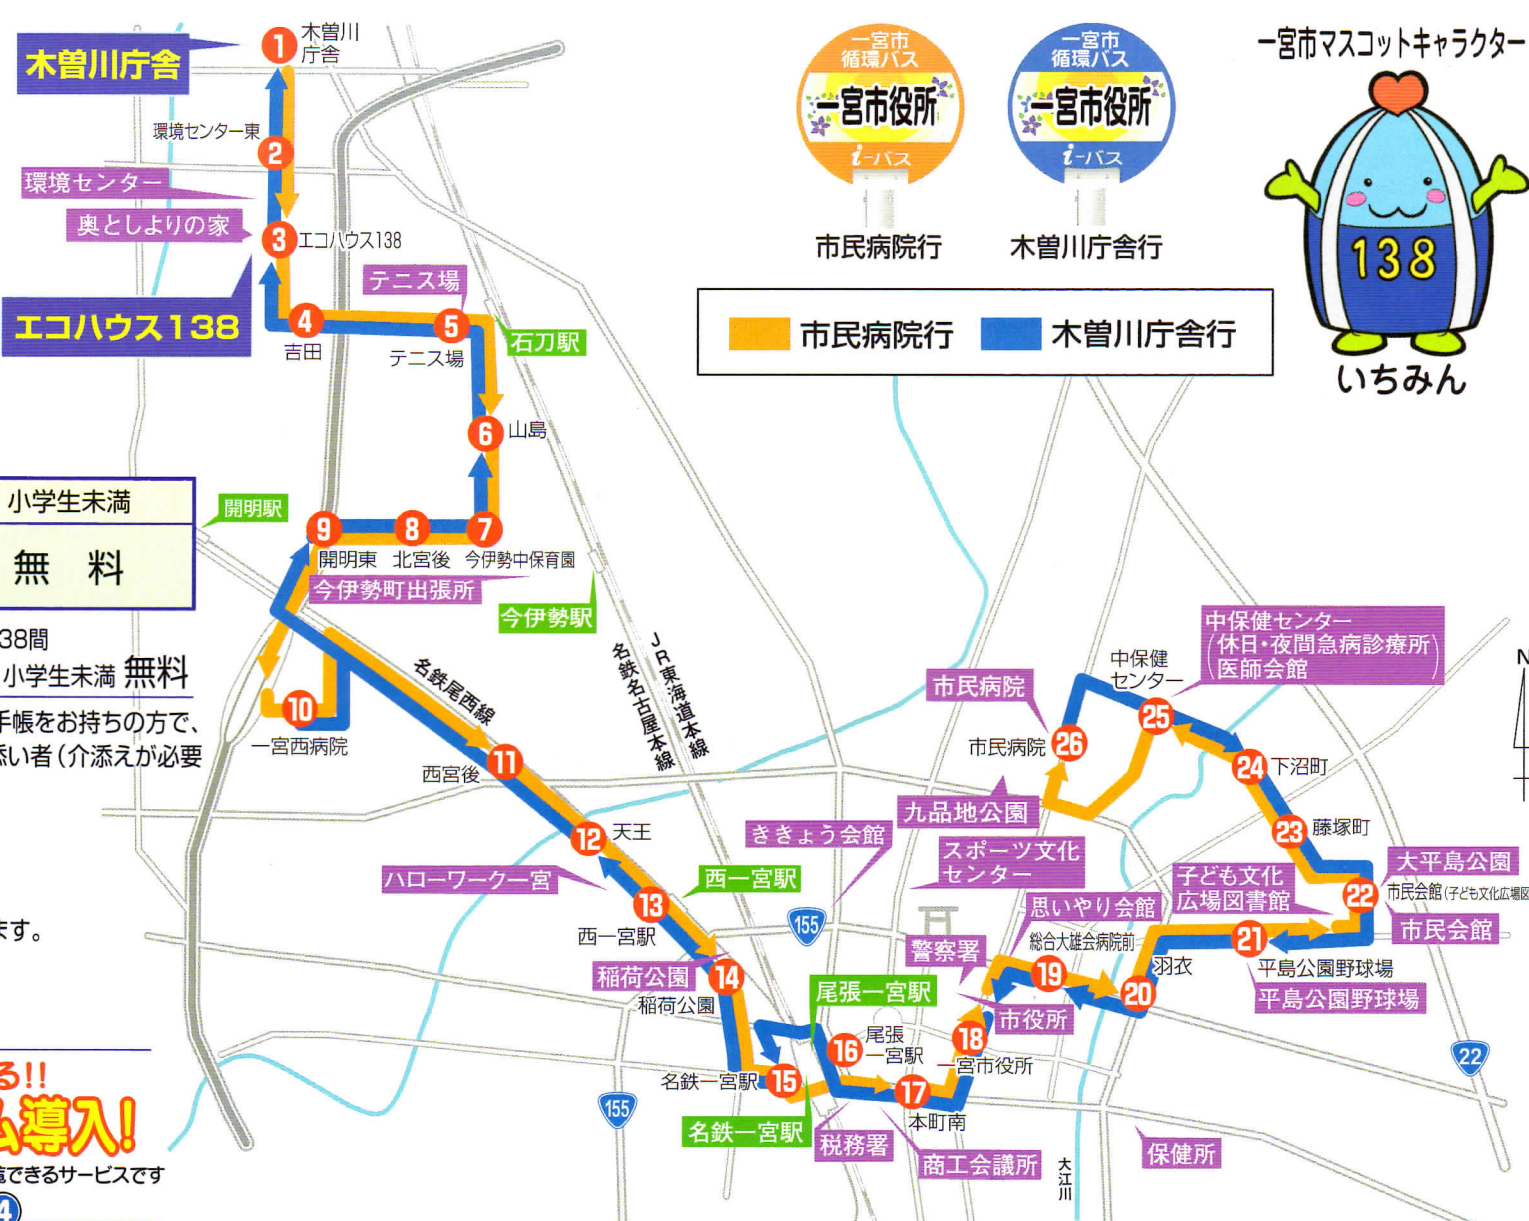 木曽川庁舎
1
木曽川
庁舎
環境センター東
2
環境センター
奥としよりの家
3
エコハウス138
エコハウス138
テニス場
4
吉田
5
テニス場
石刀駅
6
山島
一宮市
循環バス
一宮市役所
i-バス
市民病院行
一宮市
循環バス
一宮市役所
i-バス
木曽川庁舎行
市民病院行
木曽川庁舎行
一宮市マスコットキャラクター
138
いちみん
小学生未満
無 料
38間
小学生未満 無料
手帳をお持ちの方で、
添い者(介添えが必要
ます。
る!!
ム導入!
覧できるサービスです
4
開明駅
9
開明東
8
北宮後
7
今伊勢中保育園
今伊勢町出張所
今伊勢駅
10
一宮西病院
名鉄尾西線
名鉄名古屋本線
JR東海道本線
11
西宮後
12
天王
ハローワーク一宮
13
西一宮駅
西一宮駅
14
稲荷公園
稲荷公園
155
155
名鉄一宮駅
15
名鉄一宮駅
尾張一宮駅
16
尾張
一宮駅
税務署
17
本町南
商工会議所
18
一宮市役所
市役所
警察署
思いやり会館
総合大雄会病院前
19
ききょう会館
スポーツ文化
センター
九品地公園
20
羽衣
21
平島公園野球場
平島公園野球場
子ども文化
広場図書館
22
市民会館(子ども文化広場図
大平島公園
市民会館
23
藤塚町
24
下沼町
25
中保健
センター
中保健センター
(休日・夜間急病診療所)
医師会館
市民病院
市民病院
26
保健所
大江川
22
N